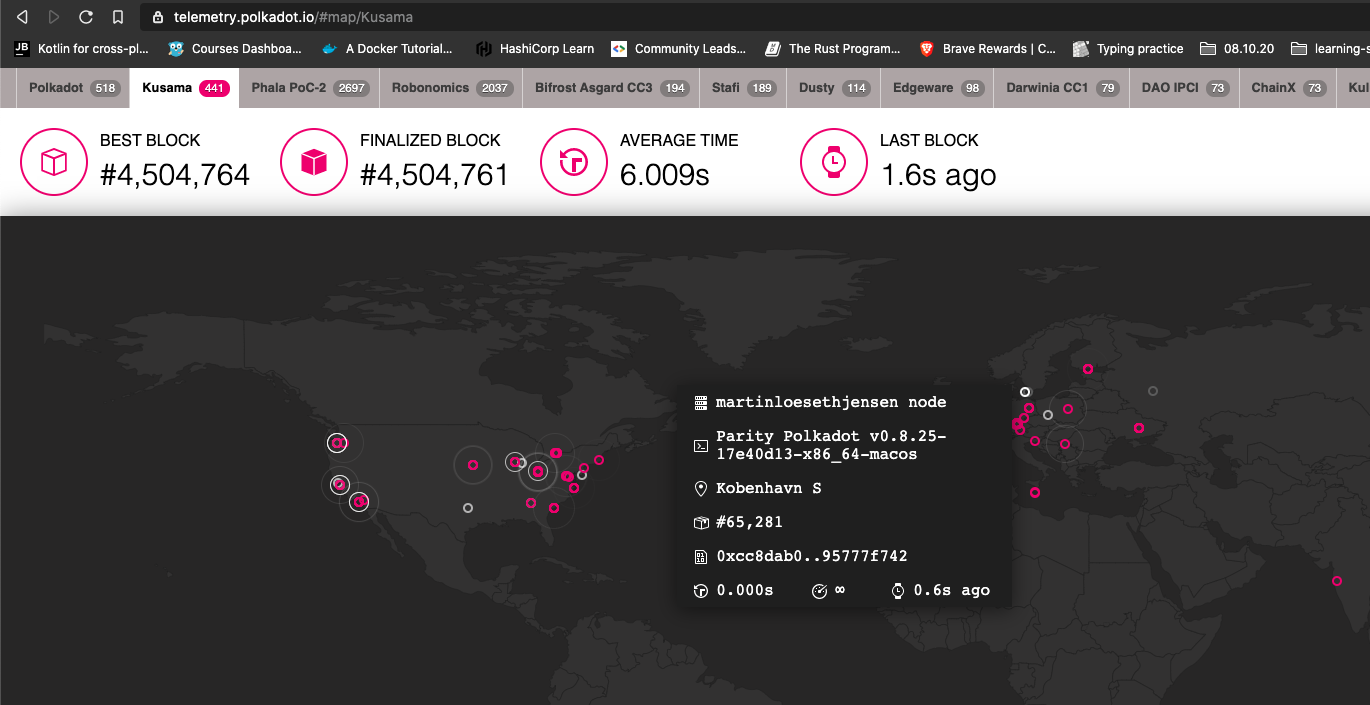 telemetry.polkadot.io/#map/Kusama
JB Kotlin for cross-pl... Courses Dashboa... A Docker Tutorial... HashiCorp Learn Community Leads... The Rust Program... Brave Rewards | C... Typing practice 08.10.20 learning-s
Polkadot 518 Kusama 441 Phala PoC-2 2697 Robonomics 2037 Bifrost Asgard CC3 194 Stafi 189 Dusty 114 Edgeware 98 Darwinia CC1 79 DAO IPCI 73 ChainX 73 Kul
BEST BLOCK FINALIZED BLOCK AVERAGE TIME LAST BLOCK
#4,504,764 #4,504,761 6.009s 1.6s ago
martinloesethjensen node
Parity Polkadot v0.8.25-
17e40d13-x86_64-macos
Kobenhavn S
#65,281
0xcc8dab0..95777f742
0.000s ∞ 0.6s ago